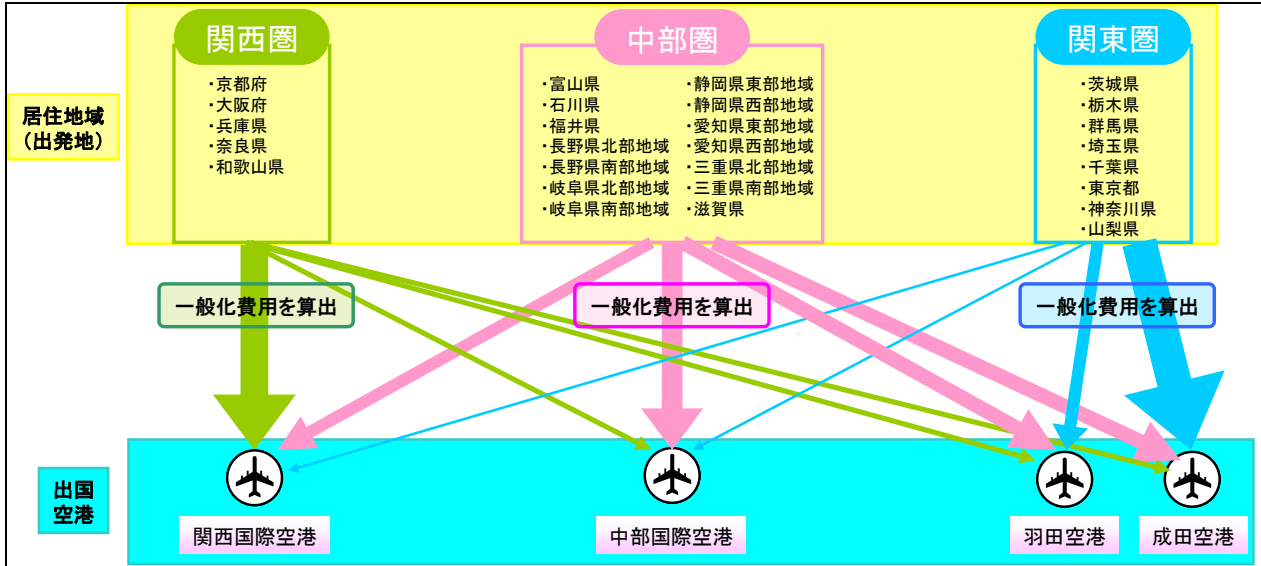 関西圏
中部圏
関東圏
居住地域
（出発地）
・京都府
・大阪府
・兵庫県
・奈良県
・和歌山県
・富山県
・石川県
・福井県
・長野県北部地域
・長野県南部地域
・岐阜県北部地域
・岐阜県南部地域
・静岡県東部地域
・静岡県西部地域
・愛知県東部地域
・愛知県西部地域
・三重県北部地域
・三重県南部地域
・滋賀県
・茨城県
・栃木県
・群馬県
・埼玉県
・千葉県
・東京都
・神奈川県
・山梨県
一般化費用を算出
一般化費用を算出
一般化費用を算出
出国
空港
関西国際空港
中部国際空港
羽田空港
成田空港